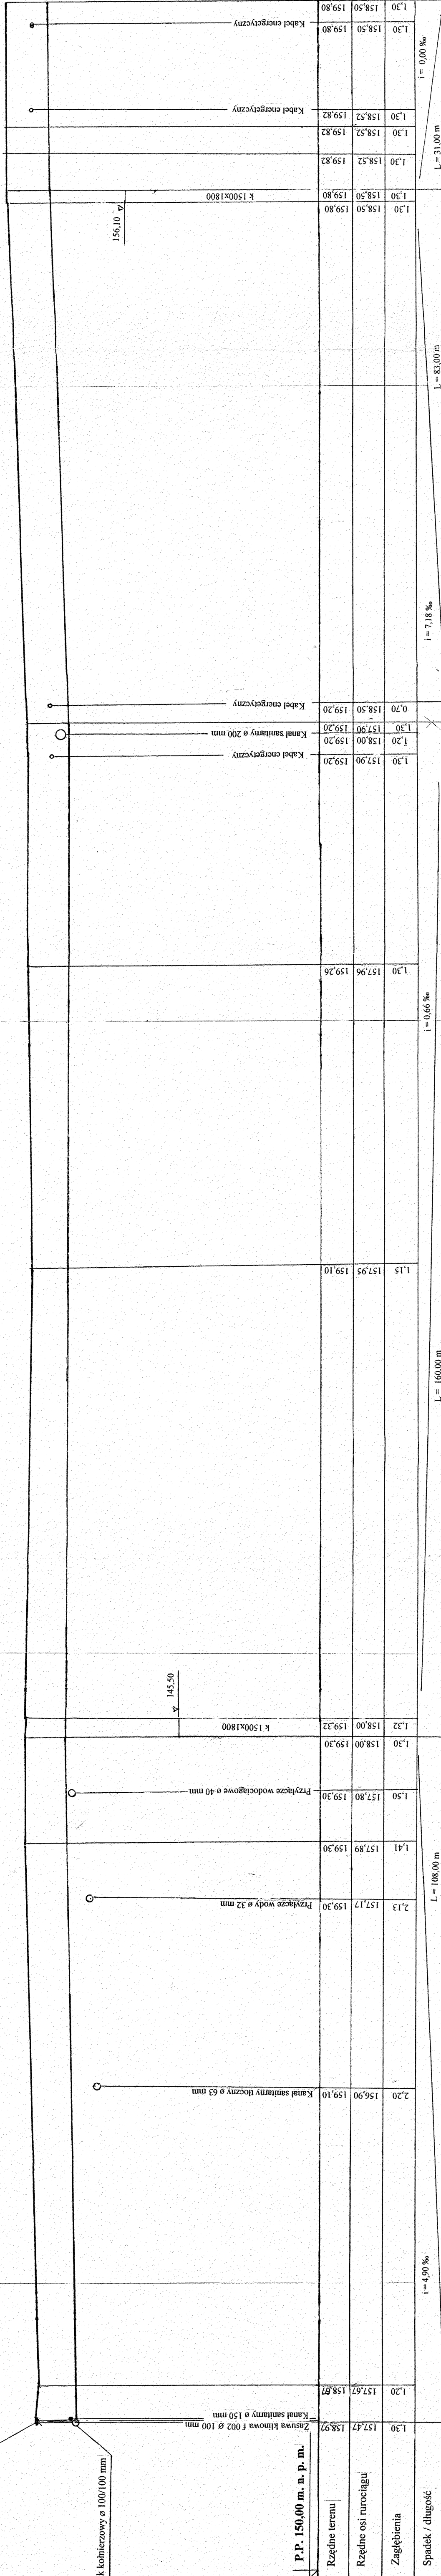 k kołnierzowy ø 100/100 mm
P.P. 150,00 m. n. p. m.
Rzędne terenu
Rzędne osi rurociągu
Zagłębienia
Spadek / długość
Zasuwa klinowa f 002 Ø 100 mm
158,97 157,47 1,30
Kanał sanitarny ø 150 mm
157,67 1,20
i = 4,90 ‰
L = 108,00 m
Kanał sanitarny tłoczny ø 63 mm
159,10 156,90 2,20
Przyłącze wody ø 32 mm
159,30 157,17 2,13
159,30 157,89 1,41
Przyłącze wodociągowe ø 40 mm
159,30 157,80 1,50
159,30 158,00 1,30
k 1500x1800
159,32 158,00 1,32
145,50
L = 160,00 m
i = 0,66 ‰
159,10 157,95 1,15
159,26 157,96 1,30
Kabel energetyczny
159,20 157,90 1,30
Kanał sanitarny ø 200 mm
159,20 158,00 1,20
159,20 157,90 1,30
Kabel energetyczny
159,20 158,50 0,70
i = 7,18 ‰
L = 83,00 m
156,10
159,80 158,50 1,30
k 1500x1800
159,80 158,50 1,30
159,82 158,52 1,30
159,82 158,52 1,30
Kabel energetyczny
159,82 158,52 1,30
L = 31,00 m
i = 0,00 ‰
Kabel energetyczny
159,80 158,50 1,30
159,80 158,50 1,30